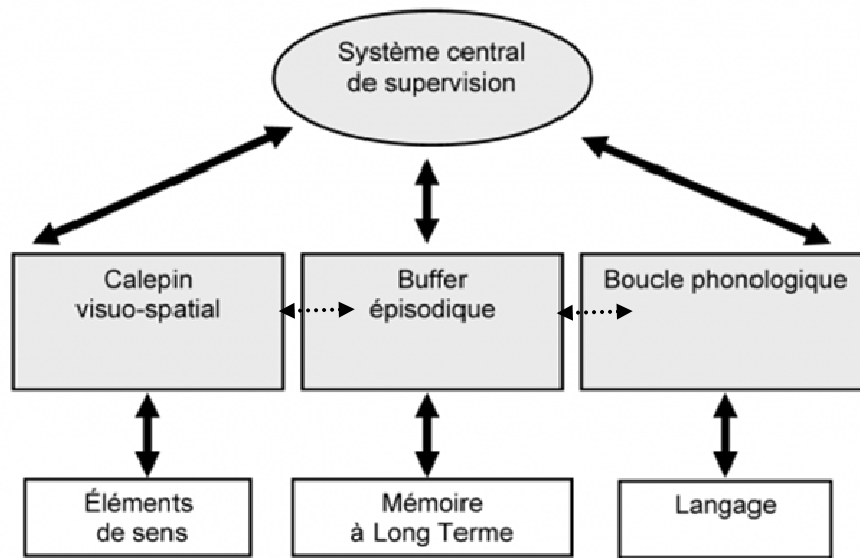 Système central
de supervision
Calepin
visuo-spatial
Buffer
épisodique
Boucle phonologique
Éléments
de sens
Mémoire
à Long Terme
Langage